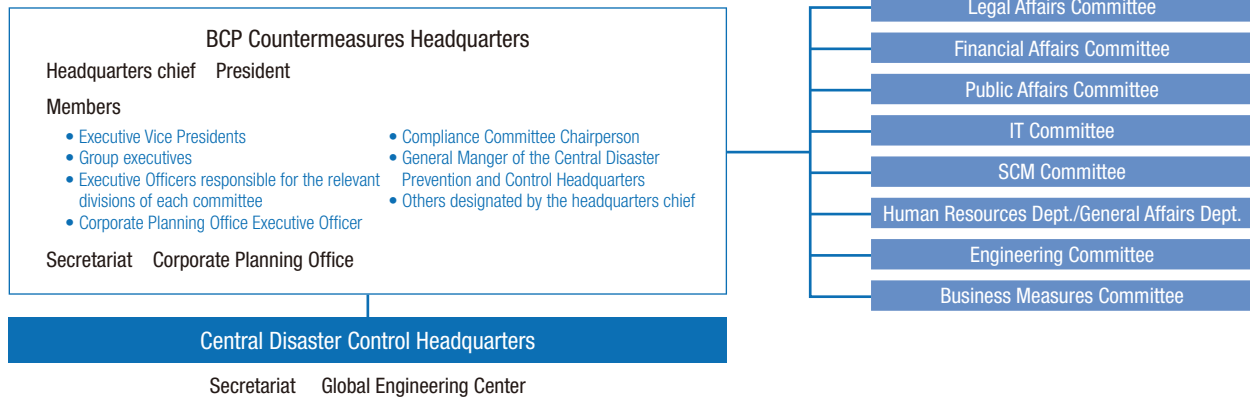 BCP Countermeasures Headquarters
Headquarters chief President
Members
• Executive Vice Presidents
• Group executives
• Executive Officers responsible for the relevant
divisions of each committee
• Corporate Planning Office Executive Officer
• Compliance Committee Chairperson
• General Manger of the Central Disaster
Prevention and Control Headquarters
• Others designated by the headquarters chief
Secretariat Corporate Planning Office
Central Disaster Control Headquarters
Secretariat Global Engineering Center
Legal Affairs Committee
Financial Affairs Committee
Public Affairs Committee
IT Committee
SCM Committee
Human Resources Dept./General Affairs Dept.
Engineering Committee
Business Measures Committee